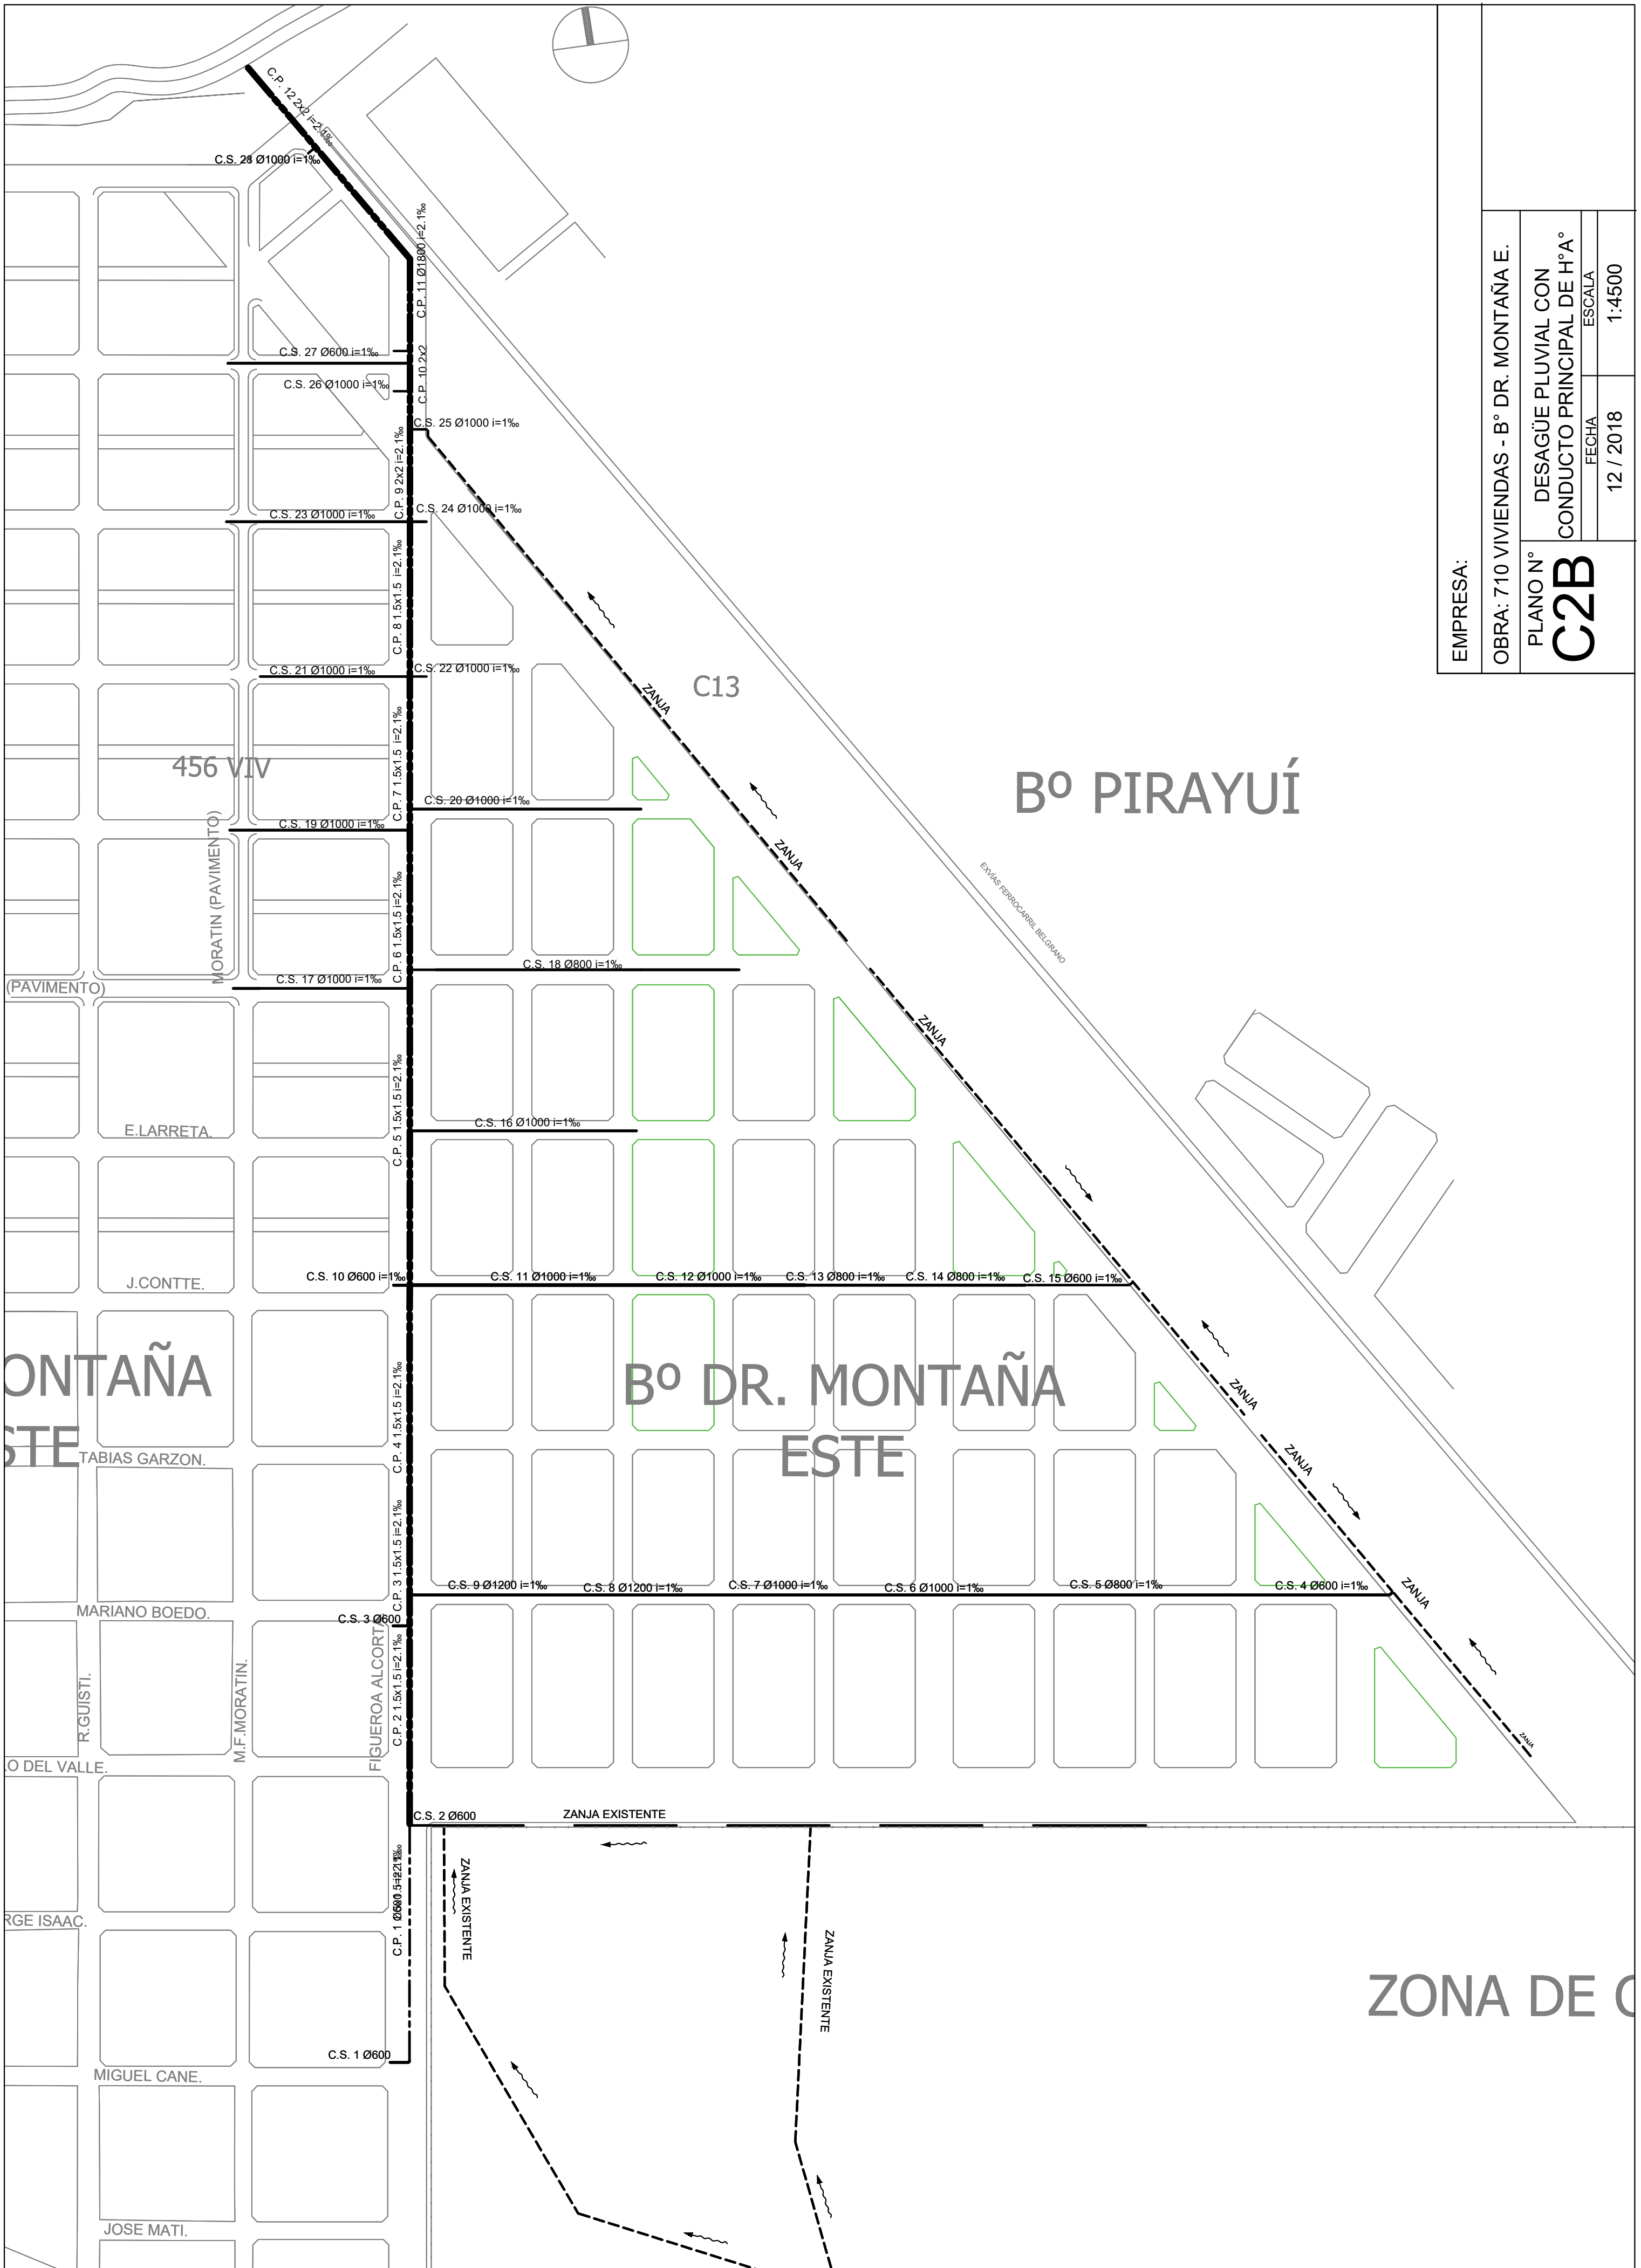 C.P. 12 2x2 i=2.1‰
C.S. 28 Ø1000 i=1‰
C.P. 11 Ø1800 i=2.1‰
C.S. 27 Ø600 i=1‰
C.P. 10 2x2
C.S. 26 Ø1000 i=1‰
C.S. 25 Ø1000 i=1‰
C.P. 9 2x2 i=2.1‰
C.S. 24 Ø1000 i=1‰
C.S. 23 Ø1000 i=1‰
C.P. 8 1.5x1.5 i=2.1‰
C.S. 22 Ø1000 i=1‰
C.S. 21 Ø1000 i=1‰
ZANJA
C13
C.P. 7 1.5x1.5 i=2.1‰
456 VIV
Bº PIRAYUÍ
C.S. 20 Ø1000 i=1‰
C.S. 19 Ø1000 i=1‰
MORATIN (PAVIMENTO)
ZANJA
EXVÍAS FERROCARRIL BELGRANO
C.P. 6 1.5x1.5 i=2.1‰
C.S. 18 Ø800 i=1‰
C.S. 17 Ø1000 i=1‰
(PAVIMENTO)
ZANJA
C.P. 5 1.5x1.5 i=2.1‰
C.S. 16 Ø1000 i=1‰
E.LARRETA.
J.CONTTE.
C.S. 10 Ø600 i=1‰
C.S. 11 Ø1000 i=1‰
C.S. 12 Ø1000 i=1‰
C.S. 13 Ø800 i=1‰
C.S. 14 Ø800 i=1‰
C.S. 15 Ø600 i=1‰
ONTAÑA
STE
Bº DR. MONTAÑA
ESTE
ZANJA
C.P. 4 1.5x1.5 i=2.1‰
TABIAS GARZON.
ZANJA
C.P. 3 1.5x1.5 i=2.1‰
C.S. 9 Ø1200 i=1‰
C.S. 8 Ø1200 i=1‰
C.S. 7 Ø1000 i=1‰
C.S. 6 Ø1000 i=1‰
C.S. 5 Ø800 i=1‰
C.S. 4 Ø600 i=1‰
ZANJA
MARIANO BOEDO.
C.S. 3 Ø600
R.GUISTI.
M.F.MORATIN.
FIGUEROA ALCORTA
C.P. 2 1.5x1.5 i=2.1‰
ZANJA
LO DEL VALLE.
C.S. 2 Ø600
ZANJA EXISTENTE
C.P. 1
ZANJA EXISTENTE
ZANJA EXISTENTE
RGE ISAAC.
ZONA DE
C.S. 1 Ø600
MIGUEL CANE.
JOSE MATI.
EMPRESA:
OBRA: 710 VIVIENDAS - B° DR. MONTAÑA E.
PLANO N°
C2B
DESAGÜE PLUVIAL CON
CONDUCTO PRINCIPAL DE H°A°
FECHA
12 / 2018
ESCALA
1:4500